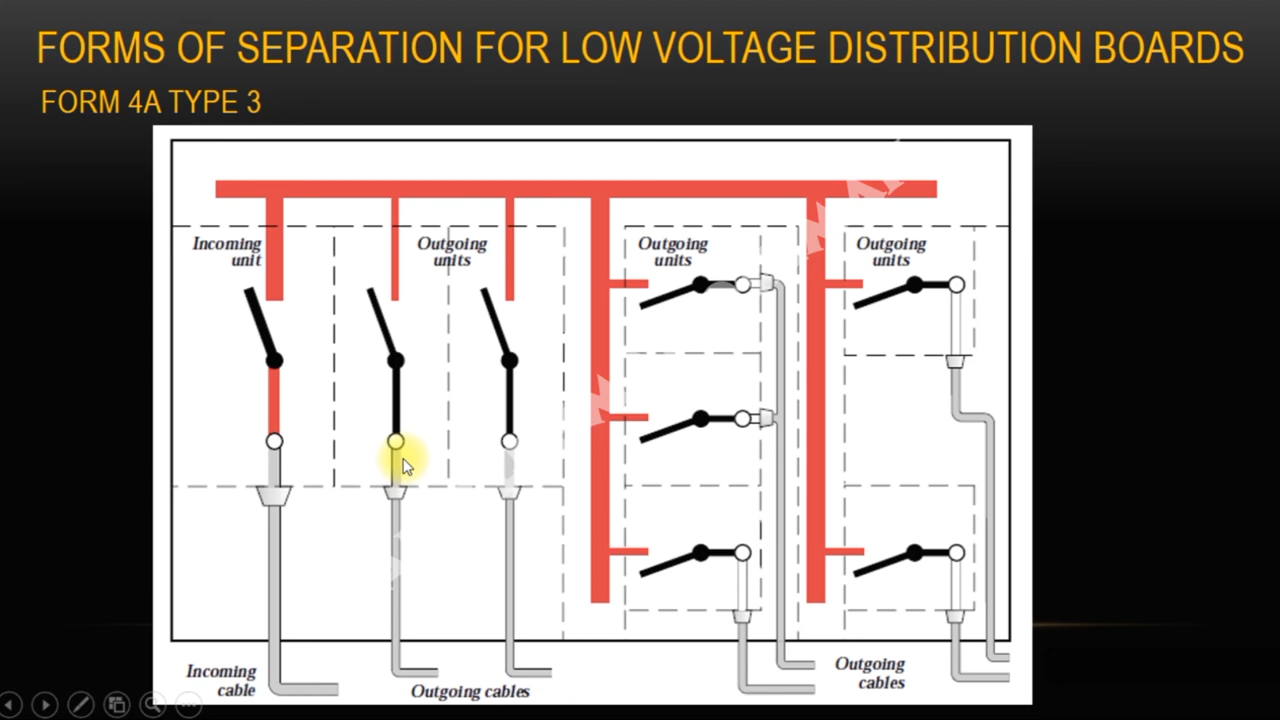 FORMS OF SEPARATION FOR LOW VOLTAGE DISTRIBUTION BOARDS
FORM 4A TYPE 3
Incoming
unit
Outgoing
units
Outgoing
units
Outgoing
units
Incoming
cable
Outgoing cables
Outgoing
cables